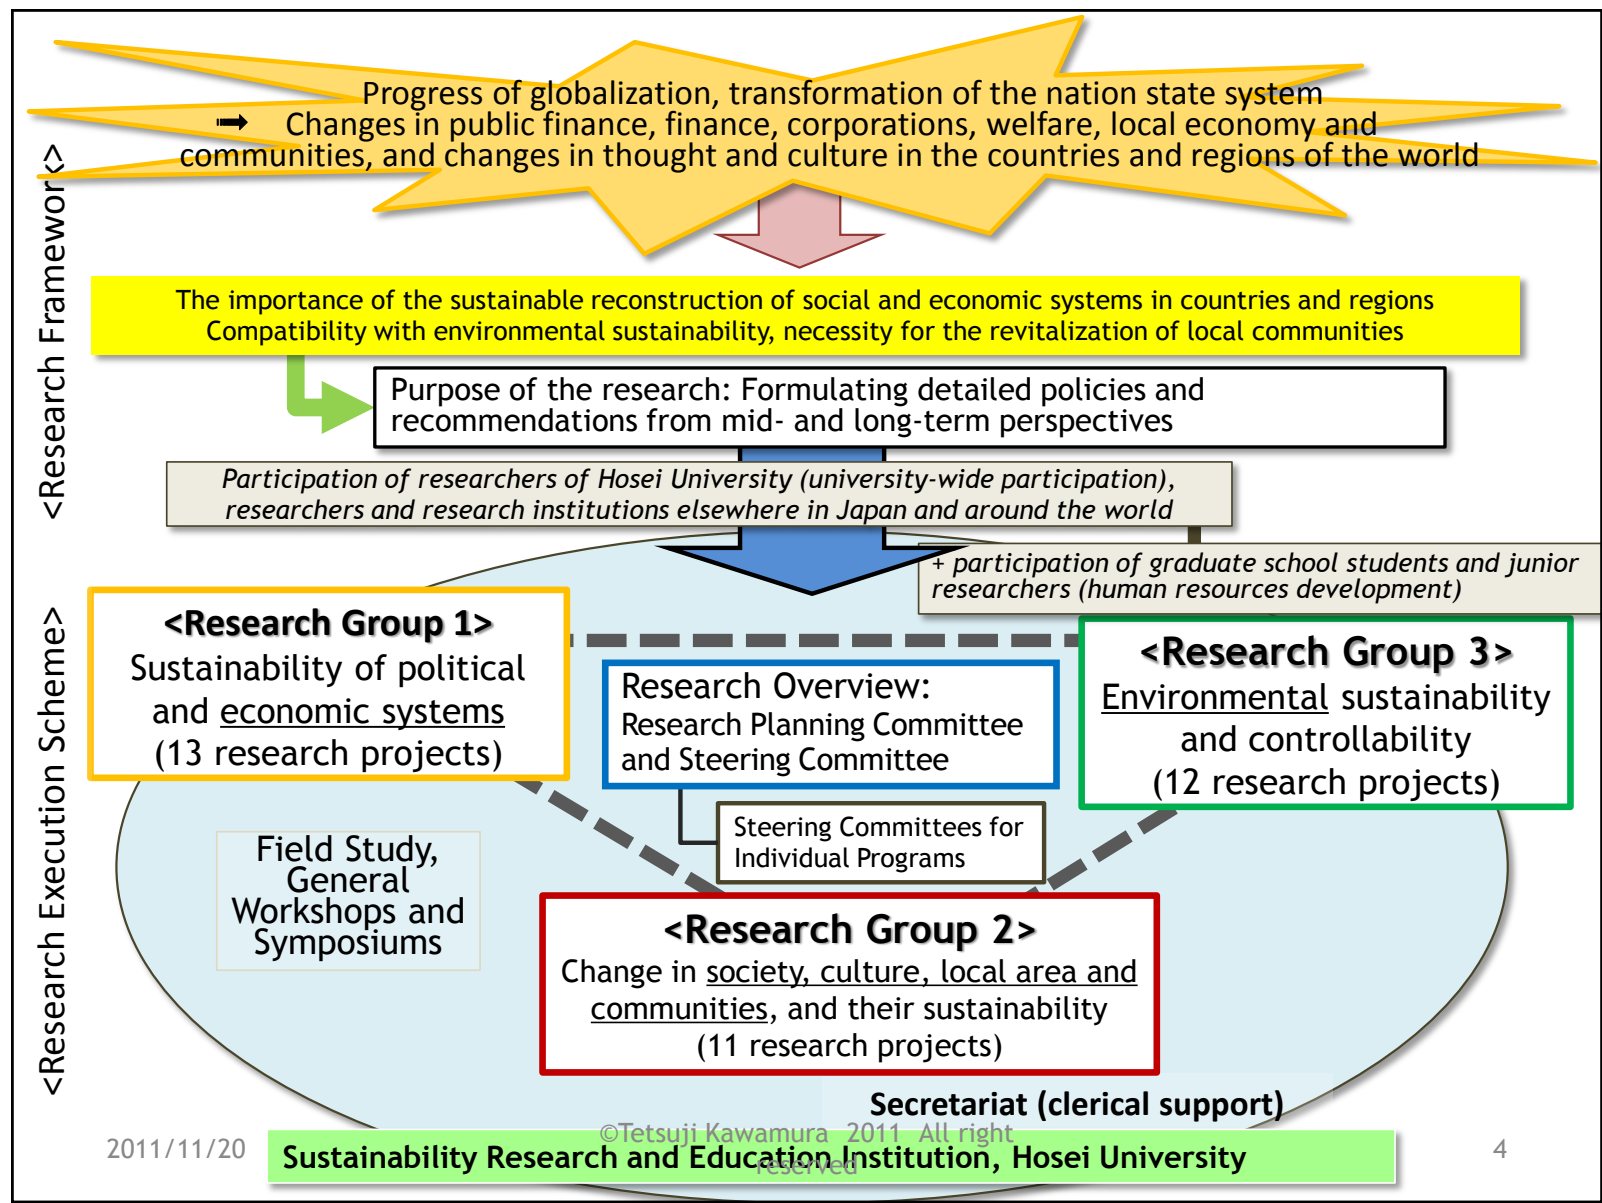 Progress of globalization, transformation of the nation state system
➟ Changes in public finance, finance, corporations, welfare, local economy and
communities, and changes in thought and culture in the countries and regions of the world
<Research Framework>
The importance of the sustainable reconstruction of social and economic systems in countries and regions
Compatibility with environmental sustainability, necessity for the revitalization of local communities
Purpose of the research: Formulating detailed policies and
recommendations from mid- and long-term perspectives
Participation of researchers of Hosei University (university-wide participation),
researchers and research institutions elsewhere in Japan and around the world
+ participation of graduate school students and junior
researchers (human resources development)
<Research Execution Scheme>
<Research Group 1>
Sustainability of political
and economic systems
(13 research projects)
Research Overview:
Research Planning Committee
and Steering Committee
<Research Group 3>
Environmental sustainability
and controllability
(12 research projects)
Steering Committees for
Individual Programs
Field Study,
General
Workshops and
Symposiums
<Research Group 2>
Change in society, culture, local area and
communities, and their sustainability
(11 research projects)
Secretariat (clerical support)
2011/11/20
©Tetsuji Kawamura 2011 All right
reserved
Sustainability Research and Education Institution, Hosei University
4